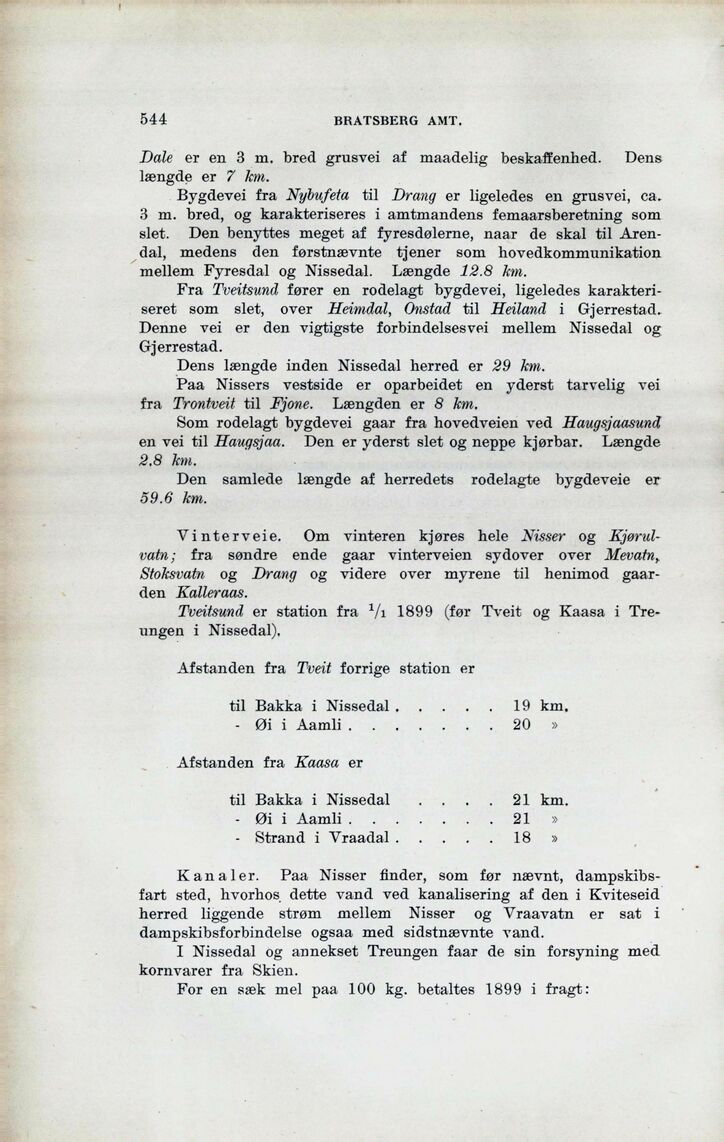 544
BRATSBERG AMT.
Dale er en 3 m. bred grusvei af maadelig beskaffenhed. Dens
længde er 7 km.
Bygdevei fra Nybufeta til Drang er ligeledes en grusvei, ca.
3 m. bred, og karakteriseres i amtmandens femaarsberetning som
slet. Den benyttes meget af fyresdølerne, naar de skal til Aren-
dal, medens den førstnævnte tjener som hovedkommunikation
mellem Fyresdal og Nissedal. Længde 12.8 km.
Fra Tveitsund fører en rodelagt bygdevei, ligeledes karakteri-
seret som slet, over Heimdal, Onstad til Heiland i Gjerrestad.
Denne vei er den vigtigste forbindelsesvei mellem Nissedal og
Gjerrestad.
Dens længde inden Nissedal herred er 29 km.
Paa Nissers vestside er oparbeidet en yderst tarvelig vei
fra Trontveit til Fjone. Længden er 8 km.
Som rodelagt bygdevei gaar fra hovedveien ved Haugsjaasund
en vei til Haugsjaa. Den er yderst slet og neppe kjørbar. Længde
2.8 km.
Den samlede længde af herredets rodelagte bygdeveie er
59.6 km.
Vinterveie. Om vinteren kjøres hele Nisser og Kjørul-
vatn; fra søndre ende gaar vinterveien sydover over Mevatn,
Stoksvatn og Drang og videre over myrene til henimod gaar-
den Kalleraas.
Tveitsund er station fra 1/1 1899 (før Tveit og Kaasa i Tre-
ungen i Nissedal).
Afstanden fra Tveit forrige station er
til Bakka i Nissedal . . . . . 19 km.
- Øi i Aamli . . . . . . . 20 »
Afstanden fra Kaasa er
til Bakka i Nissedal . . . . 21 km.
- Øi i Aamli . . . . . . . 21 »
- Strand i Vraadal . . . . . 18 »
Kanaler. Paa Nisser finder, som før nævnt, dampskibs-
fart sted, hvorhos dette vand ved kanalisering af den i Kviteseid
herred liggende strøm mellem Nisser og Vraavatn er sat i
dampskibsforbindelse ogsaa med sidstnævnte vand.
I Nissedal og annekset Treungen faar de sin forsyning med
kornvarer fra Skien.
For en sæk mel paa 100 kg. betaltes 1899 i fragt: